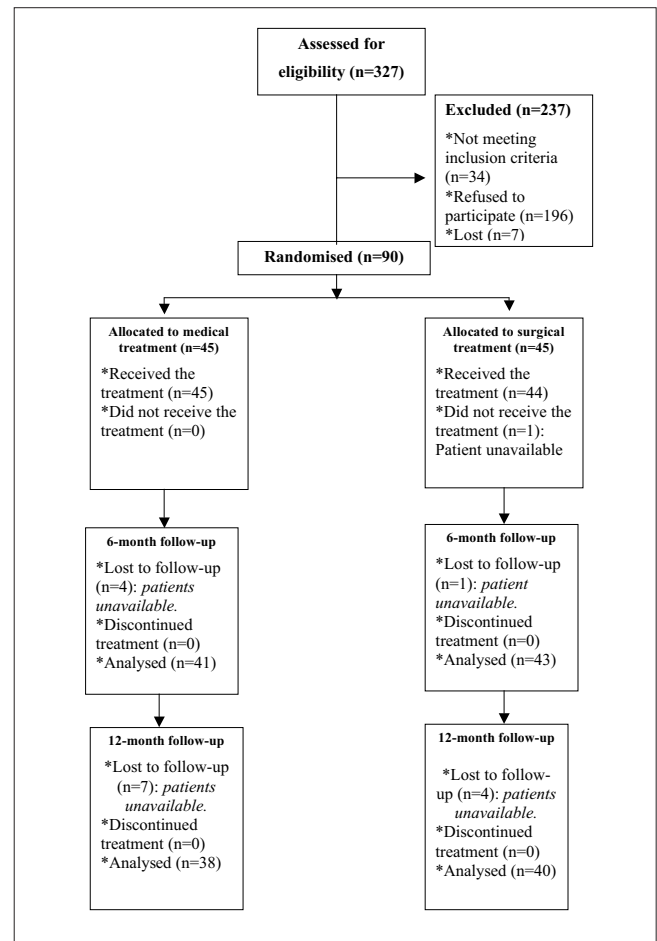 Assessed for
eligibility (n=327)
Excluded (n=237)
*Not meeting
inclusion criteria
(n=34)
*Refused to
participate (n=196)
*Lost (n=7)
Randomised (n=90)
Allocated to medical
treatment (n=45)
*Received the
treatment (n=45)
*Did not receive the
treatment (n=0)
Allocated to surgical
treatment (n=45)
*Received the
treatment (n=44)
*Did not receive the
treatment (n=1):
Patient unavailable
6-month follow-up
*Lost to follow-up
(n=4): patients
unavailable.
*Discontinued
treatment (n=0)
*Analysed (n=41)
6-month follow-up
*Lost to follow-up
(n=1): patient
unavailable.
*Discontinued
treatment (n=0)
*Analysed (n=43)
12-month follow-up
*Lost to follow-up
(n=7): patients
unavailable.
*Discontinued
treatment (n=0)
*Analysed (n=38)
12-month follow-up
*Lost to follow-
up (n=4): patients
unavailable.
*Discontinued
treatment (n=0)
*Analysed (n=40)